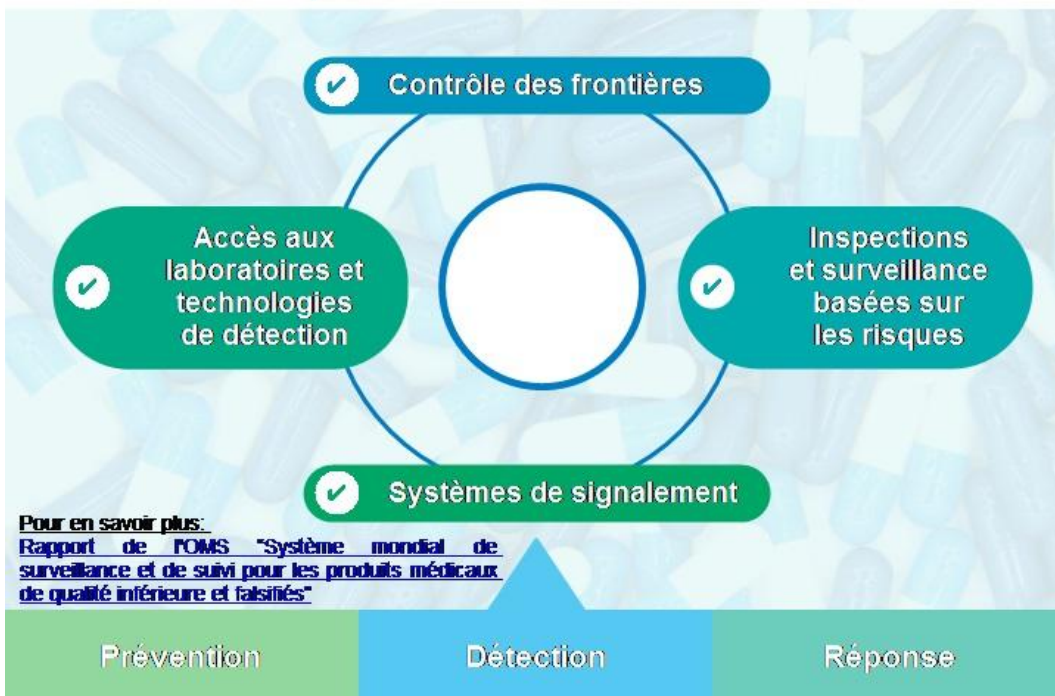 Contrôle des frontières
Accès aux
laboratoires et
technologies
de détection
Inspections
et surveillance
basées sur
les risques
Systèmes de signalement
Pour en savoir plus:
Rapport de l'OMS "Système mondial de
surveillance et de suivi pour les produits médicaux
de qualité inférieure et falsifiés"
Prévention
Détection
Réponse